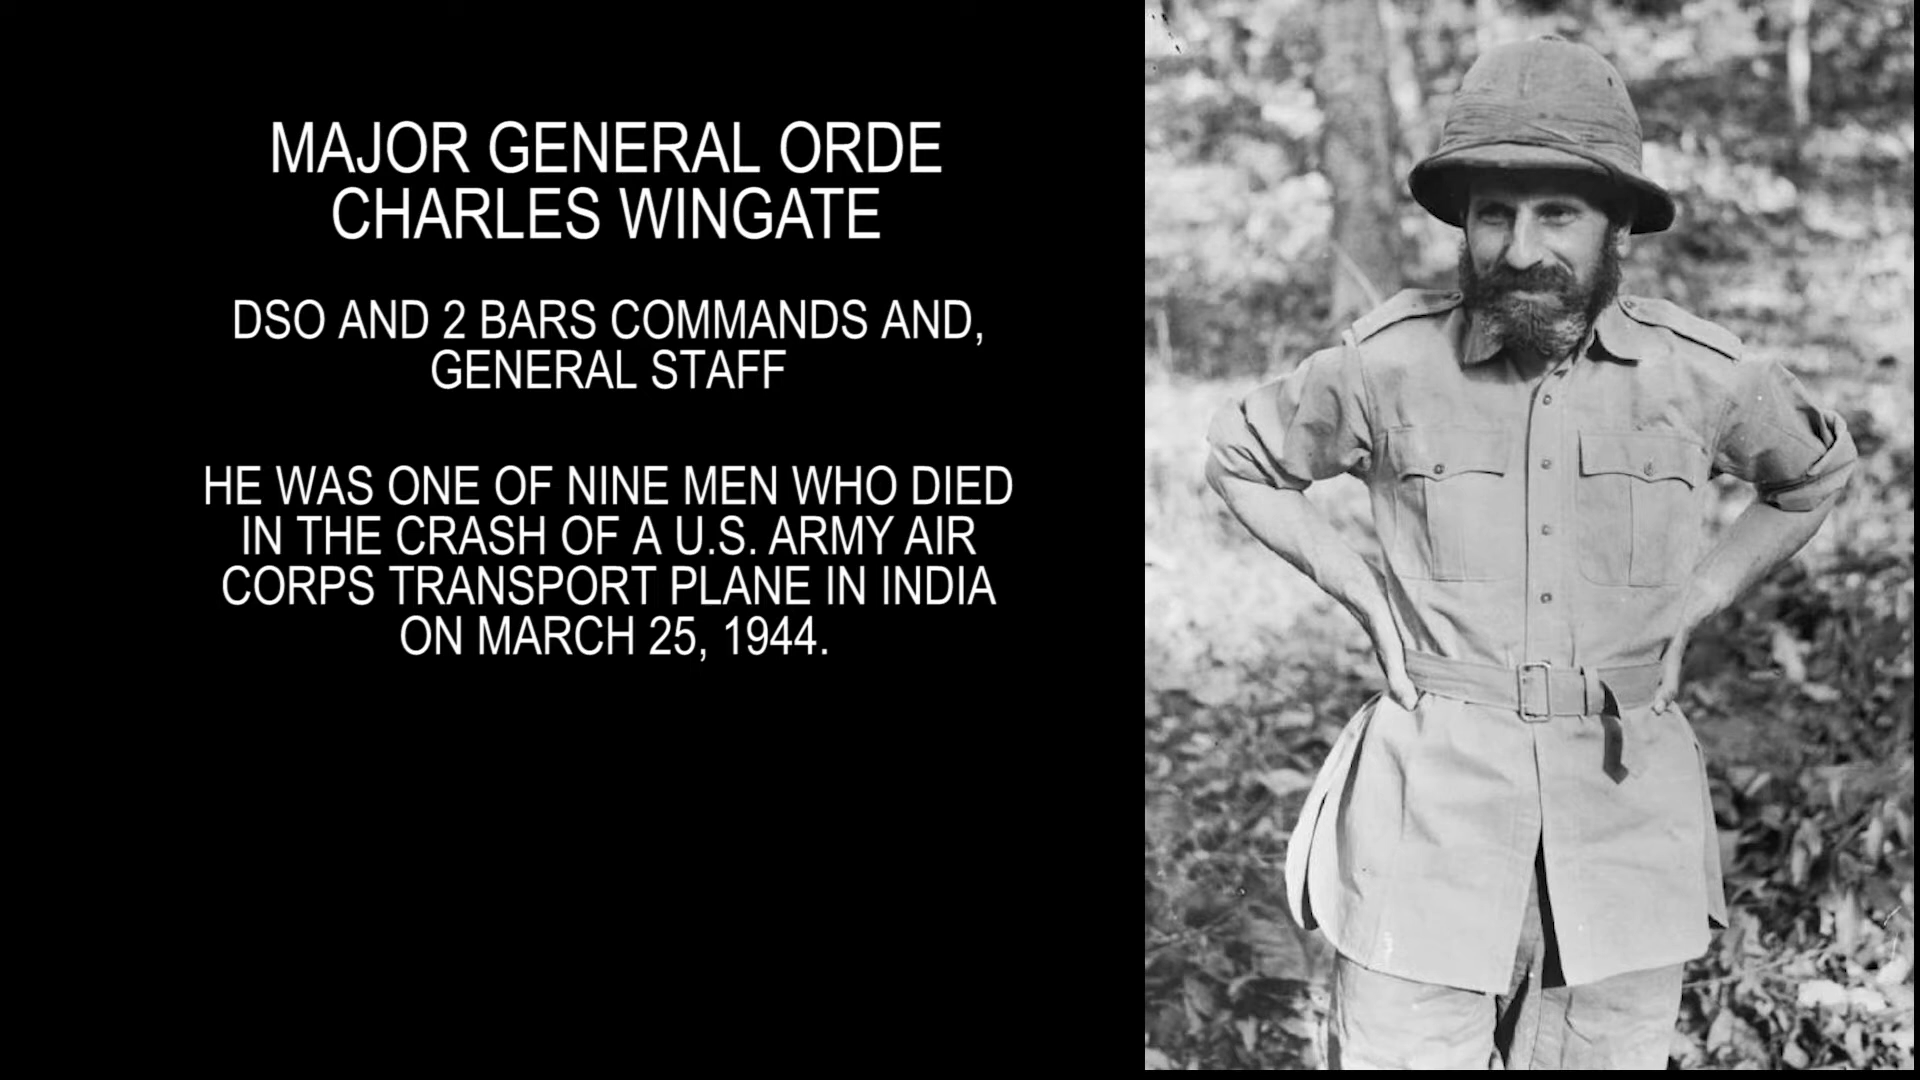 MAJOR GENERAL ORDE
CHARLES WINGATE
DSO AND 2 BARS COMMANDS AND,
GENERAL STAFF
HE WAS ONE OF NINE MEN WHO DIED
IN THE CRASH OF A U.S. ARMY AIR
CORPS TRANSPORT PLANE IN INDIA
ON MARCH 25, 1944.